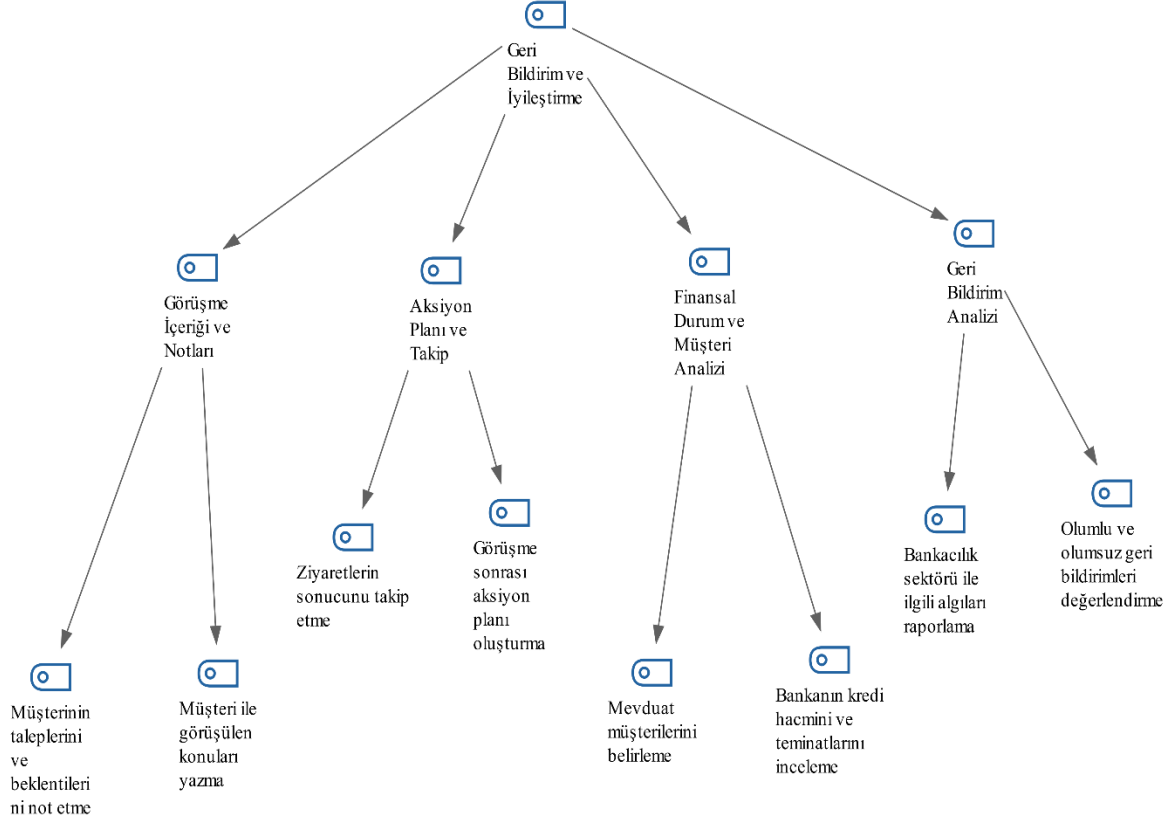 Geri
Bildirim ve
İyileştirme
Görüşme
İçeriği ve
Notları
Aksiyon
Planı ve
Takip
Finansal
Durum ve
Müşteri
Analizi
Geri
Bildirim
Analizi
Müşterinin
taleplerini
ve
beklentileri
ni not etme
Müşteri ile
görüşülen
konuları
yazma
Ziyaretlerin
sonucunu takip
etme
Görüşme
sonrası
aksiyon
planı
oluşturma
Mevduat
müşterilerini
belirleme
Bankanın kredi
hacmini ve
teminatlarını
inceleme
Bankacılık
sektörü ile
ilgili algıları
raporlama
Olumlu ve
olumsuz geri
bildirimleri
değerlendirme